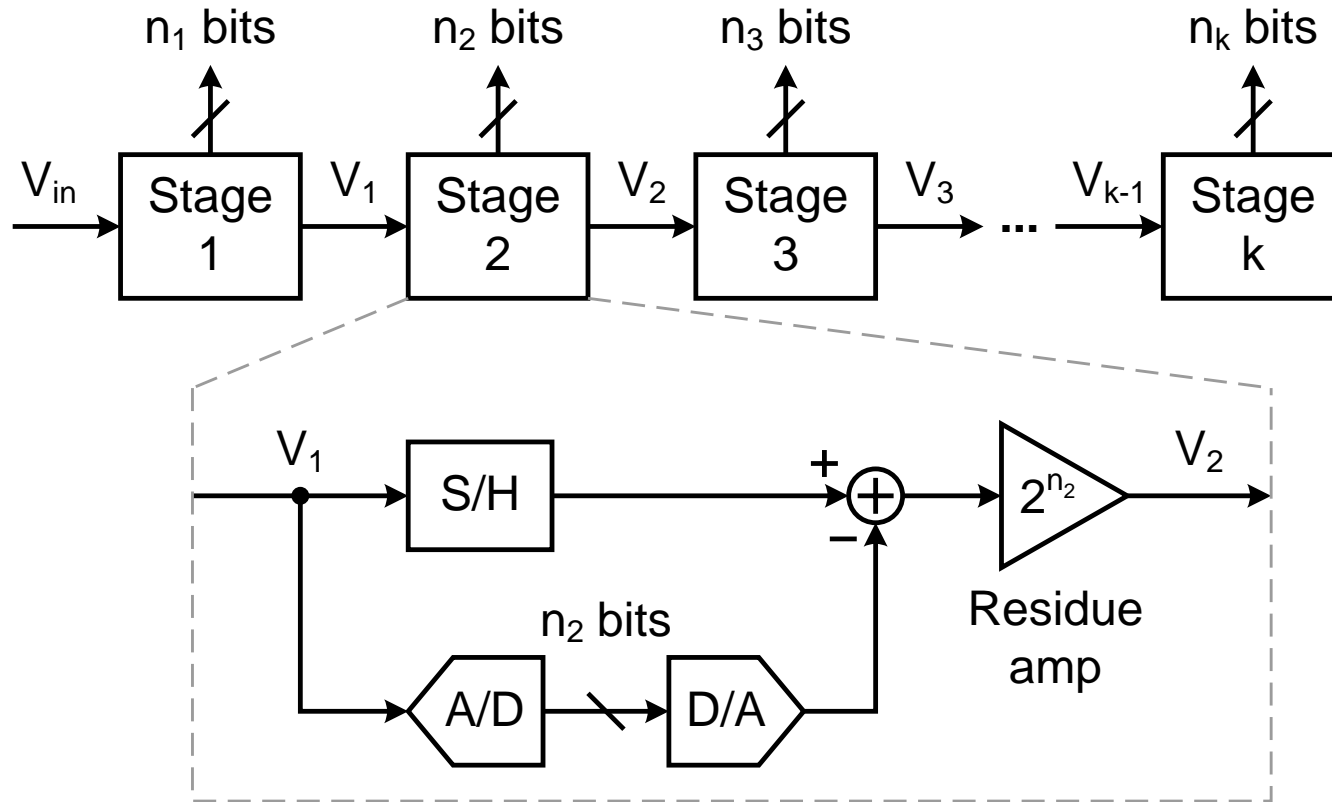 n₁ bits
n₂ bits
n₃ bits
nₖ bits
Vᵢₙ
Stage 1
V₁
Stage 2
V₂
Stage 3
V₃
...
Vₖ₋₁
Stage k
V₁
S/H
+
+
−
2ⁿ²
V₂
Residue amp
n₂ bits
A/D
D/A